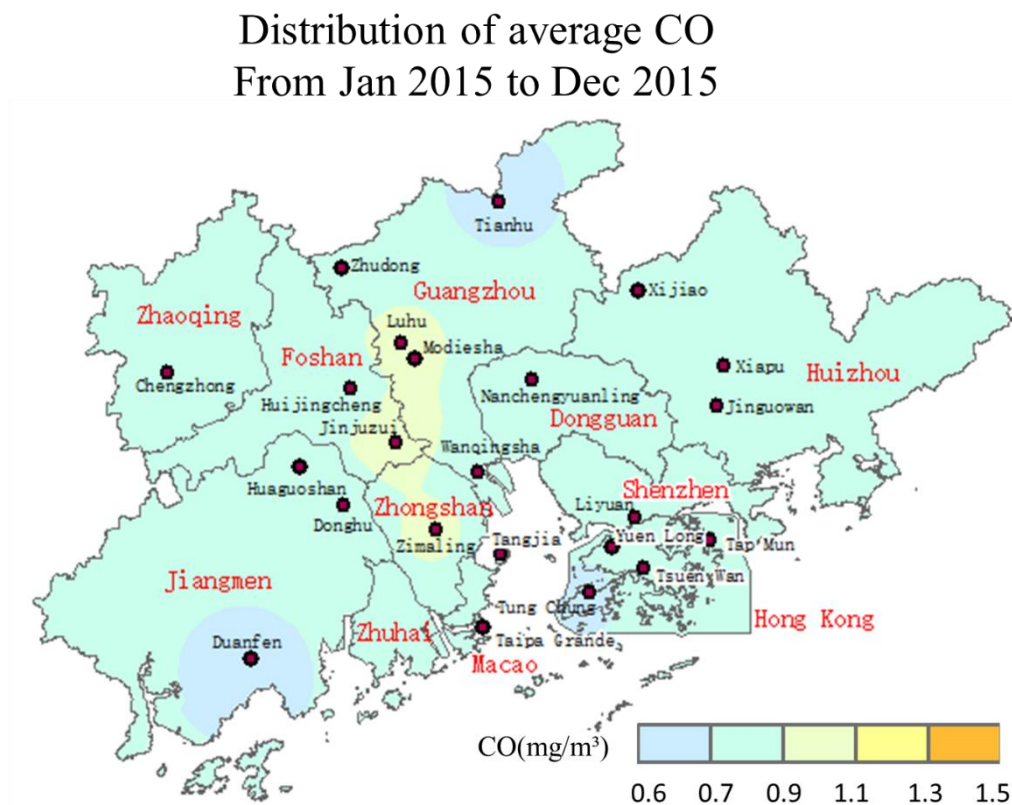 Distribution of average CO
From Jan 2015 to Dec 2015
Tianhu
Zhudong
Guangzhou
Xijiao
Zhaoqing
Luhu
Modiesha
Foshan
Chengzhong
Huijingcheng
Nanchengyuanling
Xiapu
Huizhou
Jinguowan
Dongguan
Jinjuzui
Wanqingsha
Huaguoshan
Donghu
Zhongshan
Zimaling
Shenzhen
Liyuan
Yuen Long
Tap Mun
Tangjia
Tsuen Wan
Jiangmen
Tung Chung
Hong Kong
Zhuhai
Taipa Grande
Duanfen
Macao
CO(mg/m³)
0.6 0.7 0.9 1.1 1.3 1.5